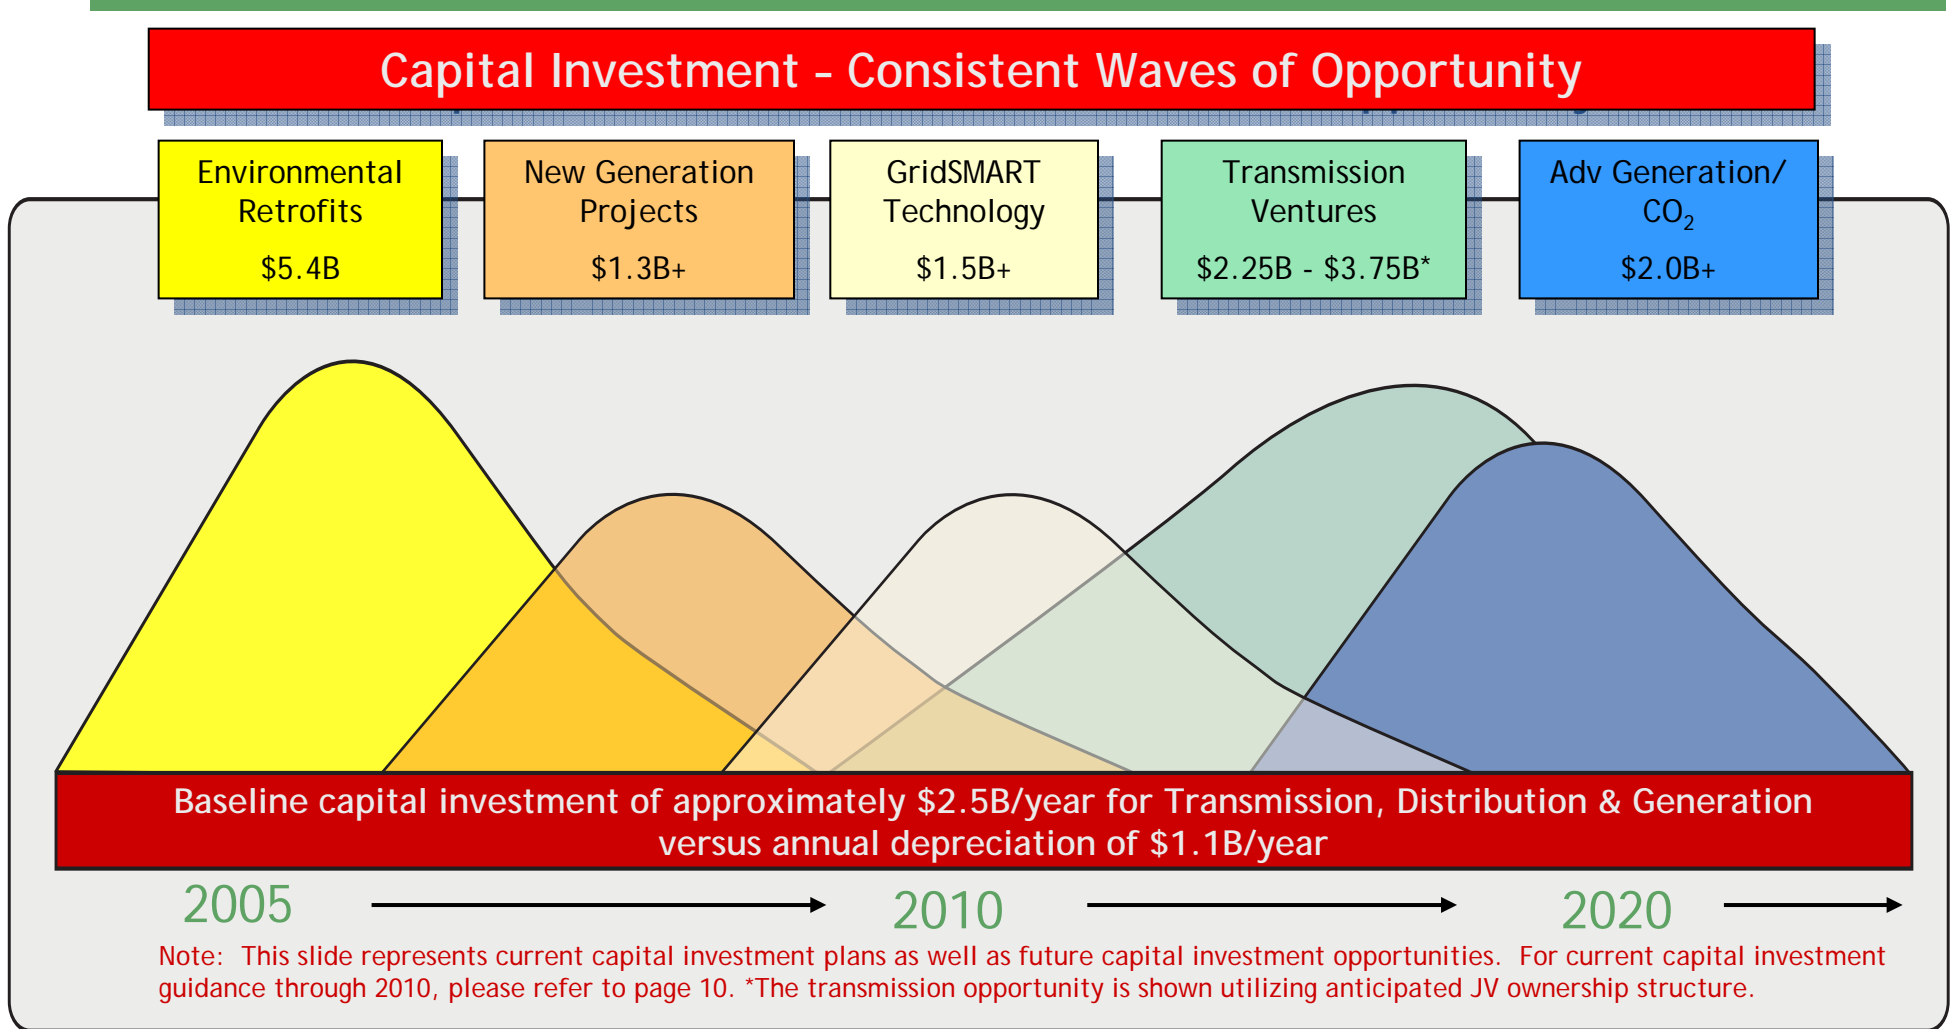 Capital Investment - Consistent Waves of Opportunity
Environmental
Retrofits
$5.4B
New Generation
Projects
$1.3B+
GridSMART
Technology
$1.5B+
Transmission
Ventures
$2.25B - $3.75B*
Adv Generation/
CO₂
$2.0B+
Baseline capital investment of approximately $2.5B/year for Transmission, Distribution & Generation
versus annual depreciation of $1.1B/year
2005
2010
2020
Note: This slide represents current capital investment plans as well as future capital investment opportunities. For current capital investment
guidance through 2010, please refer to page 10. *The transmission opportunity is shown utilizing anticipated JV ownership structure.